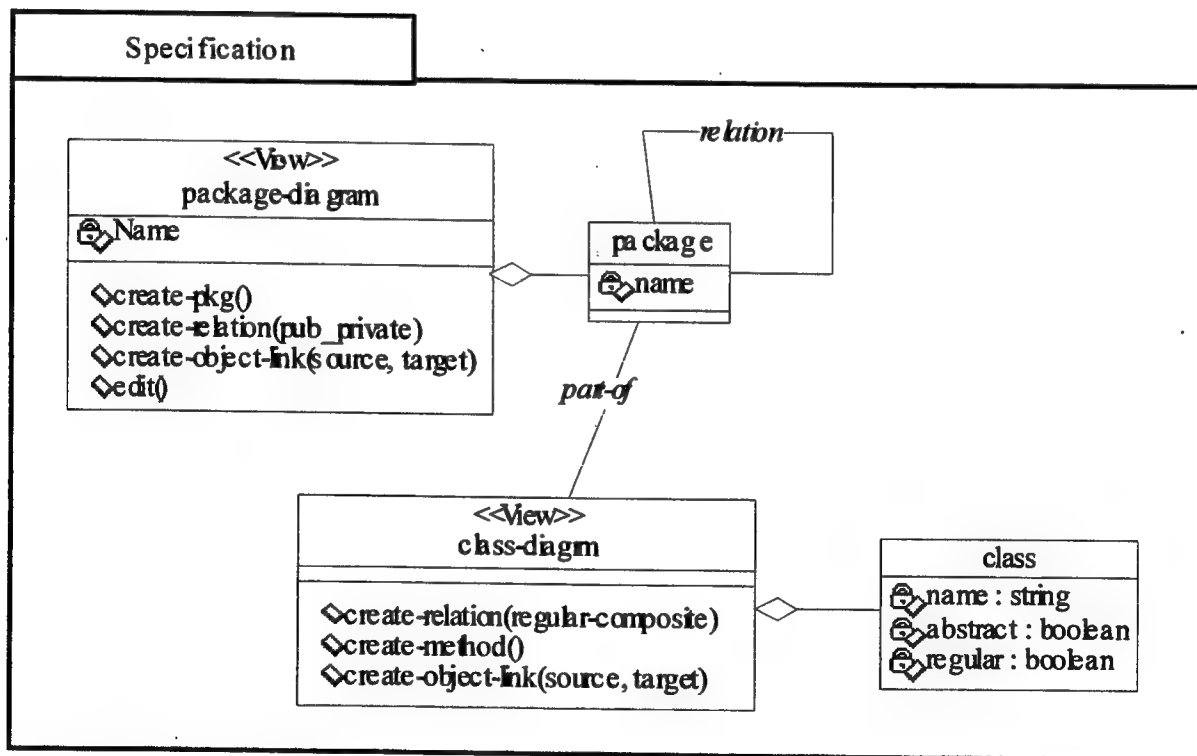 Specification
<<View>>
package-diagram
Name
create-pkg()
create-relation(pub_private)
create-object-link(source, target)
edit()
relation
package
name
part-of
<<View>>
class-diagrm
create-relation(regular-composite)
create-method()
create-object-link(source, target)
class
name : string
abstract : boolean
regular : boolean